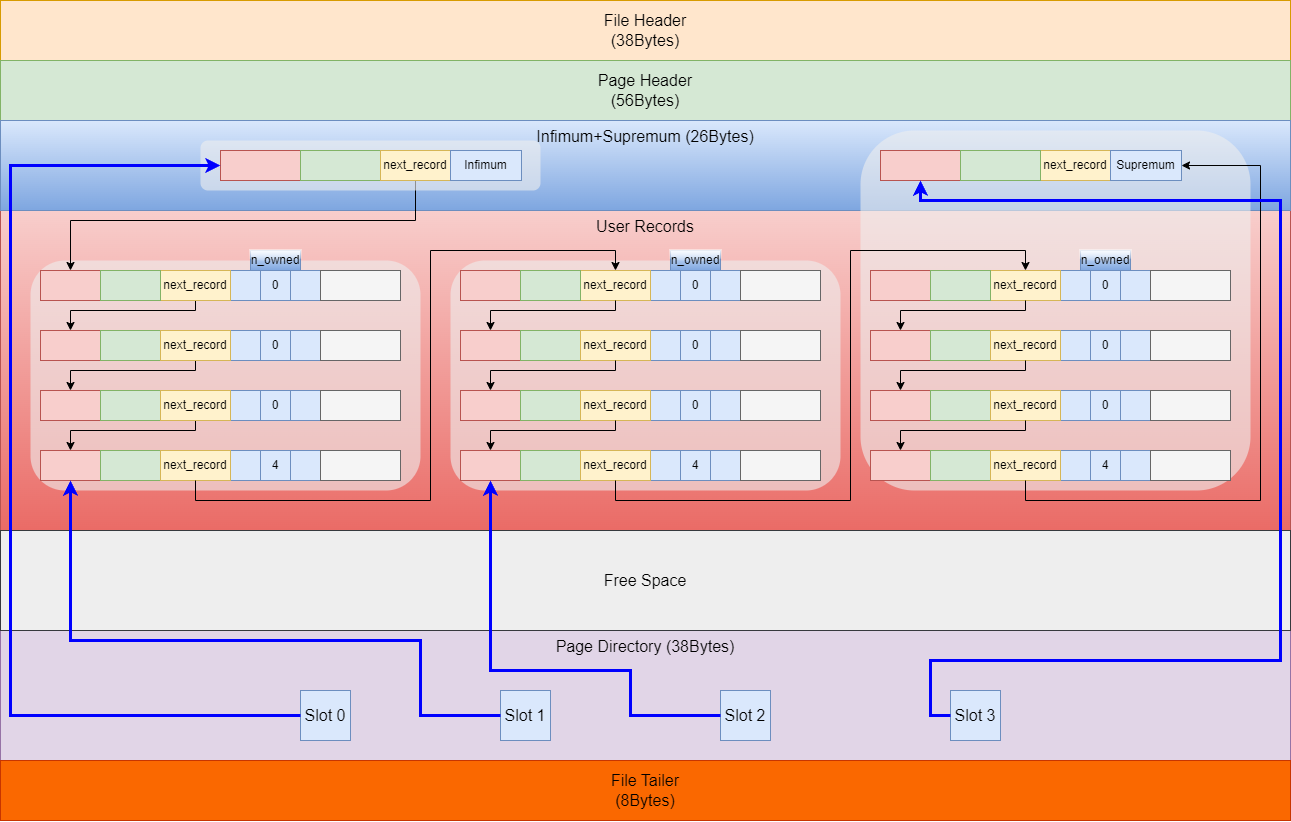 File Header
(38Bytes)
Page Header
(56Bytes)
Infimum+Supremum (26Bytes)
next_record Infimum
next_record Supremum
User Records
n_owned n_owned n_owned
next_record 0 next_record 0 next_record 0
next_record 0 next_record 0 next_record 0
next_record 0 next_record 0 next_record 0
next_record 4 next_record 4 next_record 4
Free Space
Page Directory (38Bytes)
Slot 0 Slot 1 Slot 2 Slot 3
File Tailer
(8Bytes)